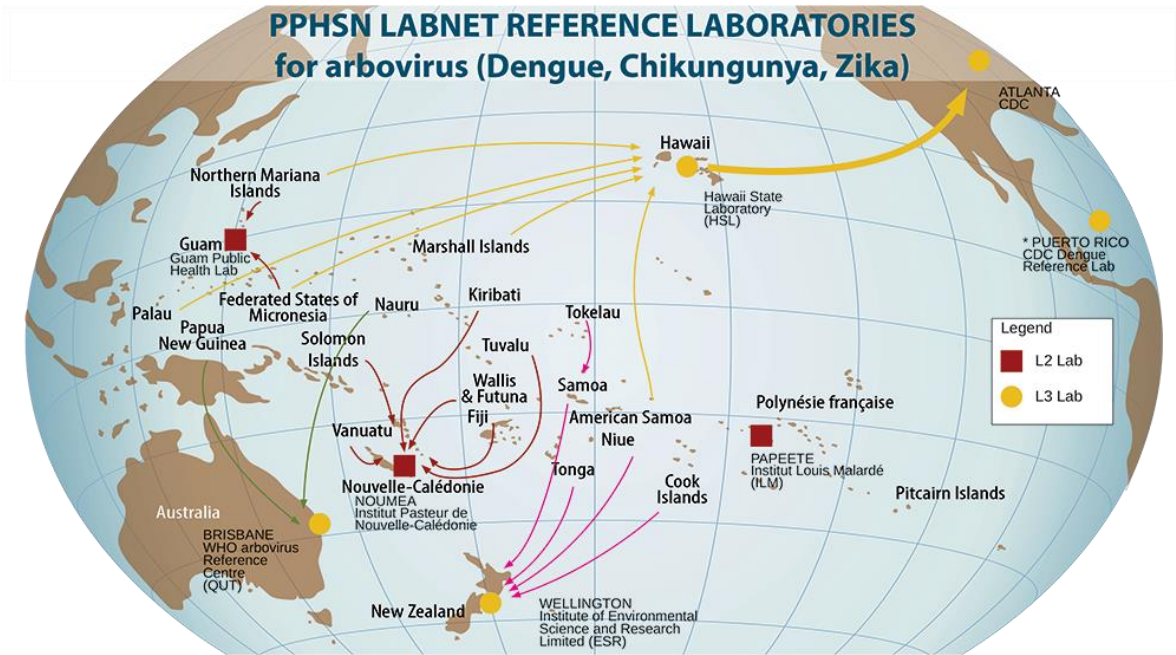 PPHSN LABNET REFERENCE LABORATORIES
for arbovirus (Dengue, Chikungunya, Zika)
ATLANTA
CDC
Hawaii
Hawaii State
Laboratory
(HSL)
Northern Mariana
Islands
* PUERTO RICO
CDC Dengue
Reference Lab
Guam
Guam Public
Health Lab
Marshall Islands
Palau
Federated States of
Micronesia
Nauru
Kiribati
Tokelau
Papua
New Guinea
Solomon
Islands
Tuvalu
Legend
L2 Lab
L3 Lab
Wallis
& Futuna
Fiji
Samoa
American Samoa
Niue
Polynésie française
PAPEETE
Institut Louis Malardé
(ILM)
Vanuatu
Tonga
Cook
Islands
Pitcairn Islands
Nouvelle-Calédonie
NOUMEA
Institut Pasteur de
Nouvelle-Calédonie
Australia
BRISBANE
WHO arbovirus
Reference
Centre
(QUT)
New Zealand
WELLINGTON
Institute of Environmental
Science and Research
Limited (ESR)